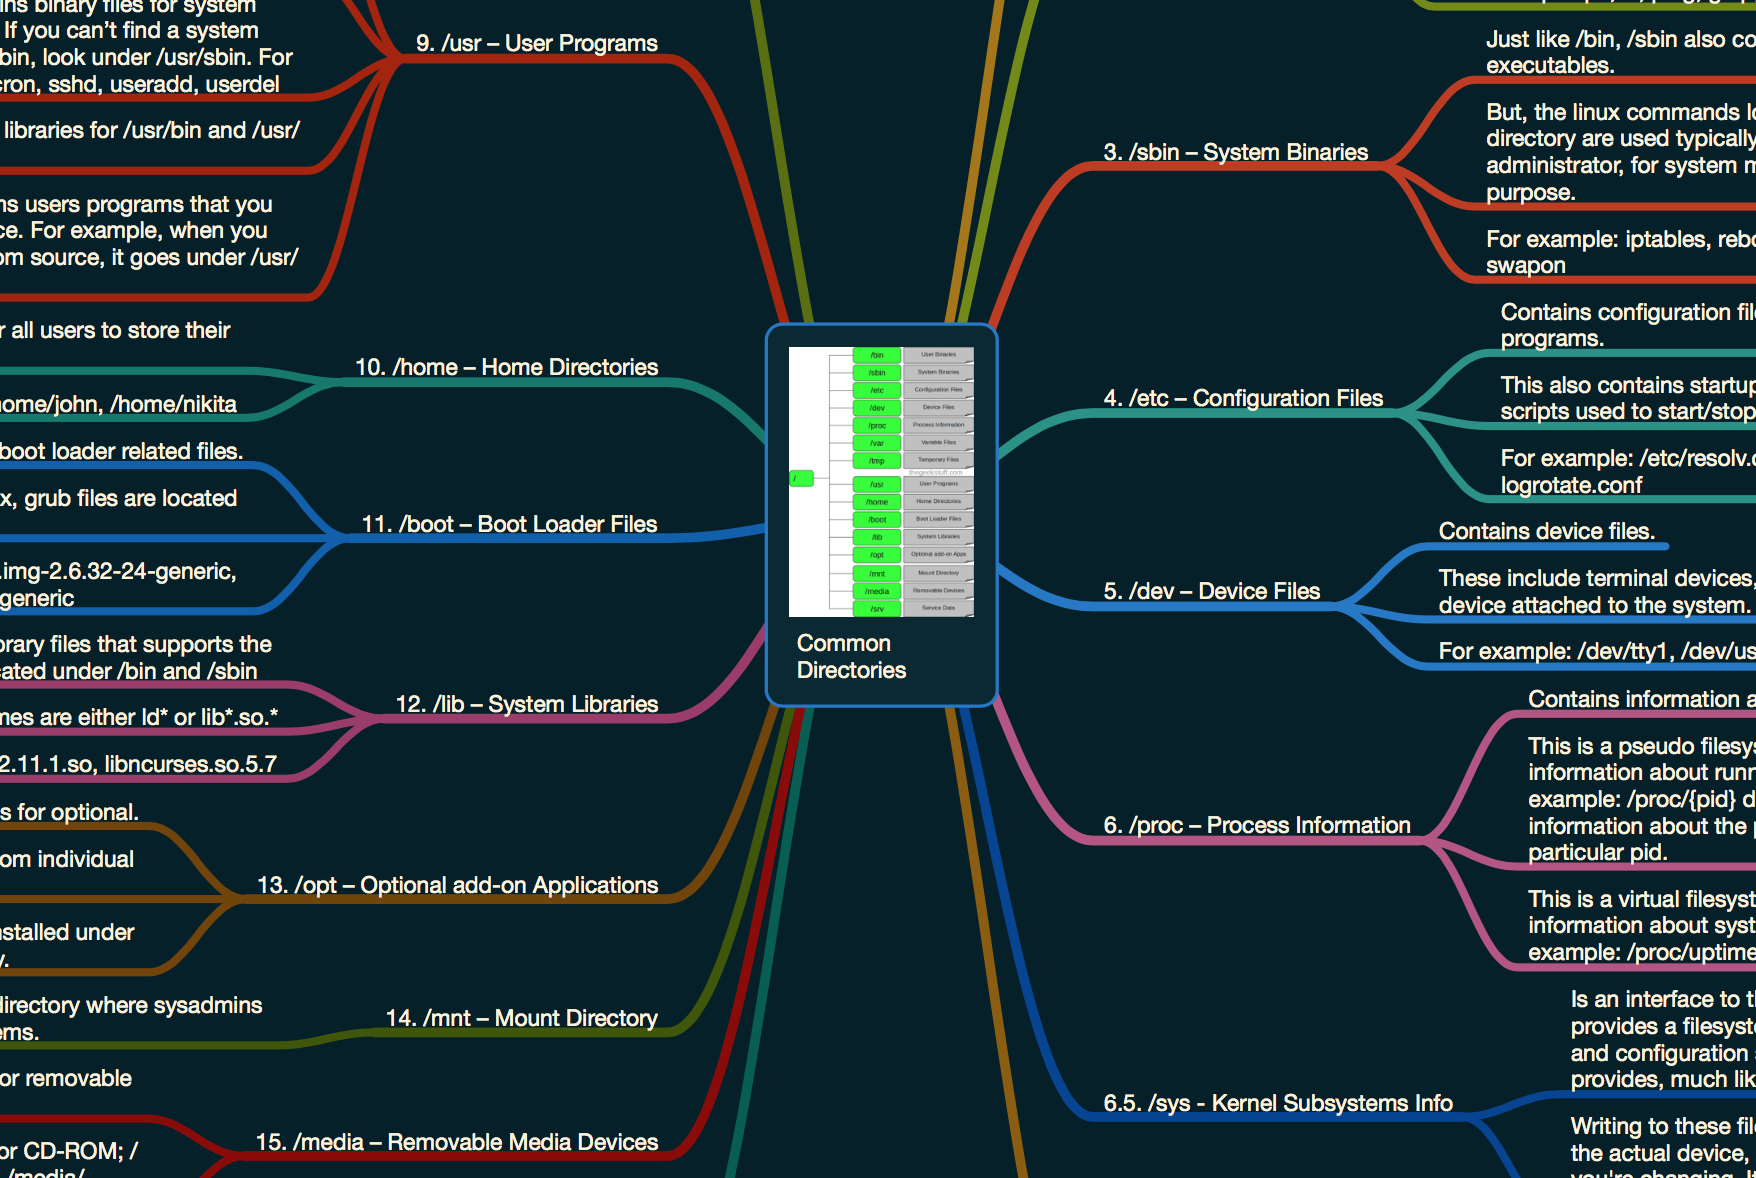 ins binary files for system
If you can’t find a system
bin, look under /usr/sbin. For
cron, sshd, useradd, userdel
libraries for /usr/bin and /usr/
ns users programs that you
ce. For example, when you
om source, it goes under /usr/
9. /usr – User Programs
r all users to store their
home/john, /home/nikita
10. /home – Home Directories
boot loader related files.
x, grub files are located
.img-2.6.32-24-generic,
generic
11. /boot – Boot Loader Files
orary files that supports the
cated under /bin and /sbin
mes are either ld* or lib*.so.*
2.11.1.so, libncurses.so.5.7
12. /lib – System Libraries
s for optional.
om individual
nstalled under
y.
13. /opt – Optional add-on Applications
directory where sysadmins
ems.
14. /mnt – Mount Directory
or removable
or CD-ROM; /
/media/
15. /media – Removable Media Devices
/
/bin User Binaries
/sbin System Binaries
/etc Configuration Files
/dev Device Files
/proc Process Information
/var Variable Files
/tmp Temporary Files
thegeekstuff.com
/usr User Programs
/home Home Directories
/boot Boot Loader Files
/lib System Libraries
/opt Optional add-on Apps
/mnt Mount Directory
/media Removable Devices
/srv Service Data
Common
Directories
3. /sbin – System Binaries
Just like /bin, /sbin also co
executables.
But, the linux commands lo
directory are used typically
administrator, for system m
purpose.
For example: iptables, rebo
swapon
4. /etc – Configuration Files
Contains configuration file
programs.
This also contains startup
scripts used to start/stop
For example: /etc/resolv.c
logrotate.conf
5. /dev – Device Files
Contains device files.
These include terminal devices,
device attached to the system.
For example: /dev/tty1, /dev/us
6. /proc – Process Information
Contains information a
This is a pseudo filesys
information about runn
example: /proc/{pid} d
information about the p
particular pid.
This is a virtual filesyst
information about syst
example: /proc/uptime
6.5. /sys - Kernel Subsystems Info
Is an interface to th
provides a filesyste
and configuration s
provides, much lik
Writing to these file
the actual device,
you're changing. It